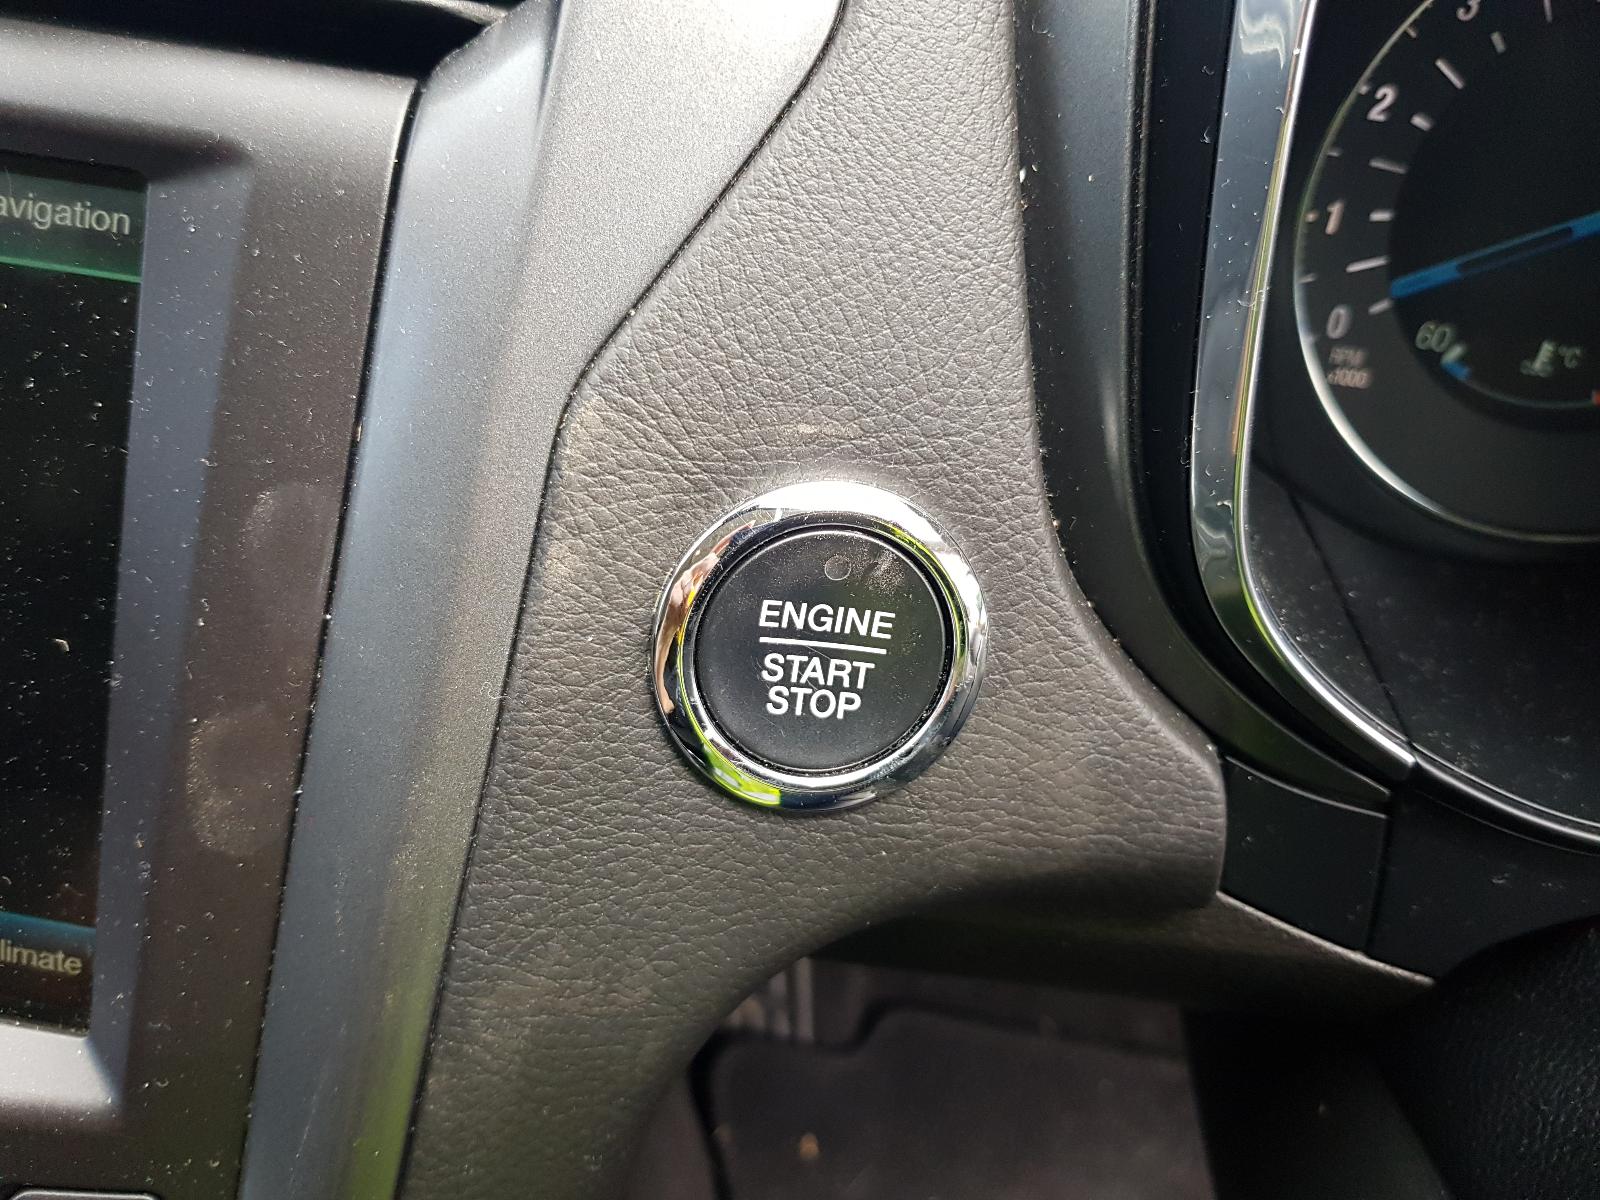 avigation
limate
ENGINE
START
STOP
3
2
1
0
RPM
x1000
60
°C